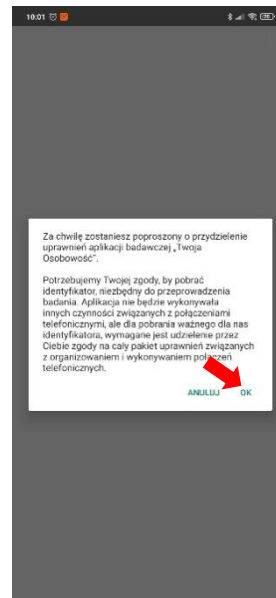 10:01
Za chwilę zostaniesz poproszony o przydzielenie
uprawnień aplikacji badawczej „Twoja
Osobowość”.
Potrzebujemy Twojej zgody, by pobrać
identyfikator, niezbędny do przeprowadzenia
badania. Aplikacja nie będzie wykonywała
innych czynności związanych z połączeniami
telefonicznymi, ale dla pobrania ważnego dla nas
identyfikatora, wymagane jest udzielenie przez
Ciebie zgody na cały pakiet uprawnień związanych
z organizowaniem i wykonywaniem połączeń
telefonicznych.
ANULUJ OK